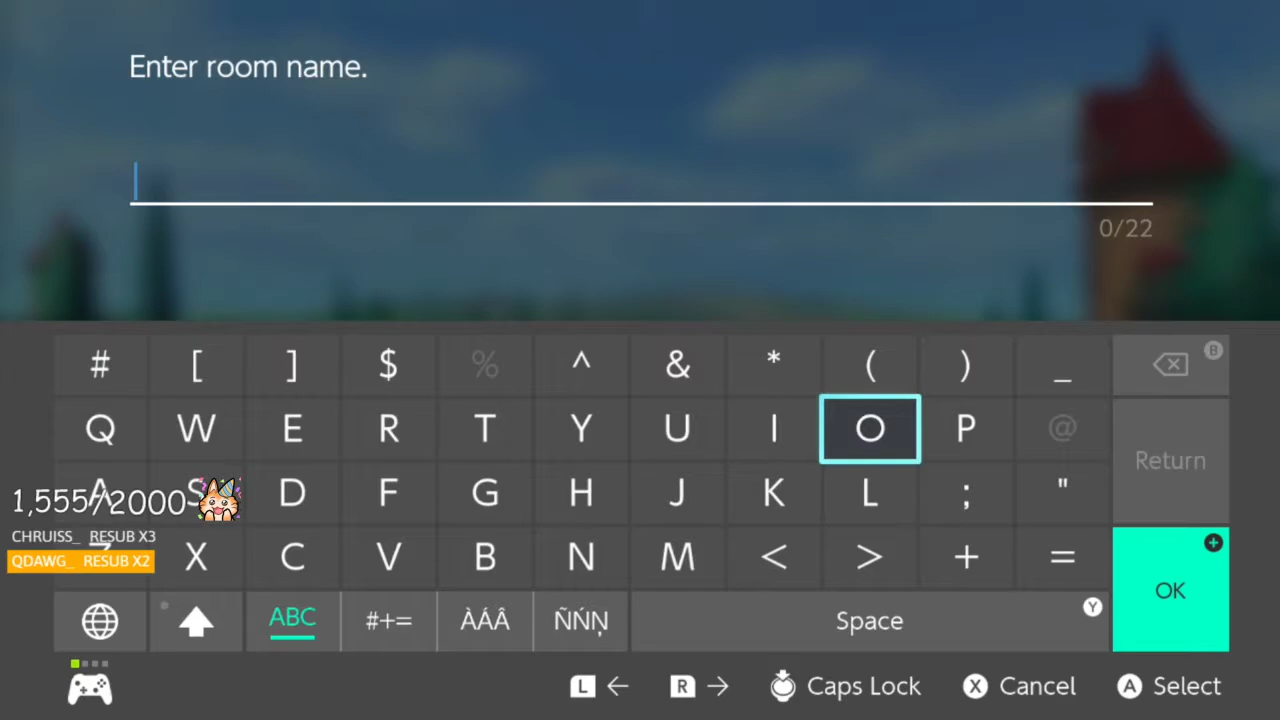 Enter room name.
0/22
# [ ] $ % ^ & * ( ) _ B
Q W E R T Y U I O P @
Return
A S D F G H J K L ; "
1,555/2000
CHRUISS_ RESUB X3
QDAWG_ RESUB X2
X C V B N M < > + =
OK
ABC #+= ÀÁÂ ÑŃŅ Space Y
L ← R → Caps Lock X Cancel A Select